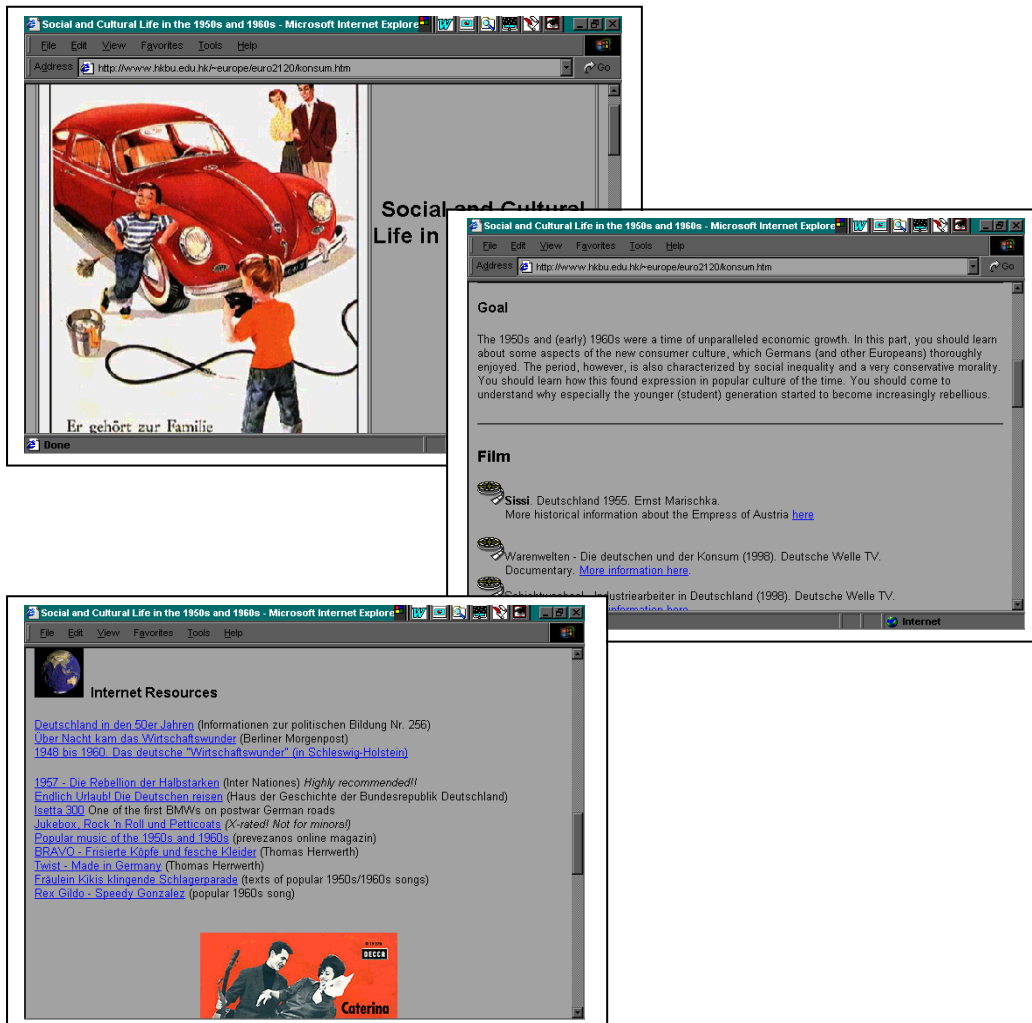 Social and Cultural Life in the 1950s and 1960s - Microsoft Internet Explore
File Edit View Favorites Tools Help
Address http://www.hkbu.edu.hk/~europe/euro2120/konsum.htm Go
Social and Cultural
Life in
Er gehört zur Familie
Done
Social and Cultural Life in the 1950s and 1960s - Microsoft Internet Explore
File Edit View Favorites Tools Help
Address http://www.hkbu.edu.hk/~europe/euro2120/konsum.htm Go
Goal
The 1950s and (early) 1960s were a time of unparalleled economic growth. In this part, you should learn
about some aspects of the new consumer culture, which Germans (and other Europeans) thoroughly
enjoyed. The period, however, is also characterized by social inequality and a very conservative morality.
You should learn how this found expression in popular culture of the time. You should come to
understand why especially the younger (student) generation started to become increasingly rebellious.
Film
Sissi. Deutschland 1955. Ernst Marischka.
More historical information about the Empress of Austria here
Warenwelten - Die deutschen und der Konsum (1998). Deutsche Welle TV.
Documentary. More information here.
Industriearbeiter in Deutschland (1998). Deutsche Welle TV.
information here
Internet
Social and Cultural Life in the 1950s and 1960s - Microsoft Internet Explore
File Edit View Favorites Tools Help
Internet Resources
Deutschland in den 50er Jahren (Informationen zur politischen Bildung Nr. 256)
Über Nacht kam das Wirtschaftswunder (Berliner Morgenpost)
1948 bis 1960. Das deutsche "Wirtschaftswunder" (in Schleswig-Holstein)
1957 - Die Rebellion der Halbstarken (Inter Nationes) Highly recommended!!
Endlich Urlaub! Die Deutschen reisen (Haus der Geschichte der Bundesrepublik Deutschland)
Isetta 300 One of the first BMWs on postwar German roads
Jukebox, Rock 'n Roll und Petticoats (X-rated! Not for minors!)
Popular music of the 1950s and 1960s (prevezanos online magazin)
BRAVO - Frisierte Köpfe und fesche Kleider (Thomas Herrwerth)
Twist - Made in Germany (Thomas Herrwerth)
Fräulein Kikis klingende Schlagerparade (texts of popular 1950s/1960s songs)
Rex Gildo - Speedy Gonzalez (popular 1960s song)
DECCA
Caterina